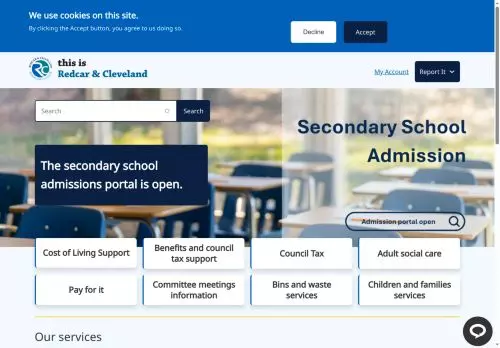 We use cookies on this site.
By clicking the Accept button, you agree to us doing so.
Decline
Accept
this is
Redcar & Cleveland
My Account
Report It
Search
Search
Secondary School
Admission
The secondary school
admissions portal is open.
Admission portal open
Cost of Living Support
Benefits and council
tax support
Council Tax
Adult social care
Pay for it
Committee meetings
information
Bins and waste
services
Children and families
services
Our services